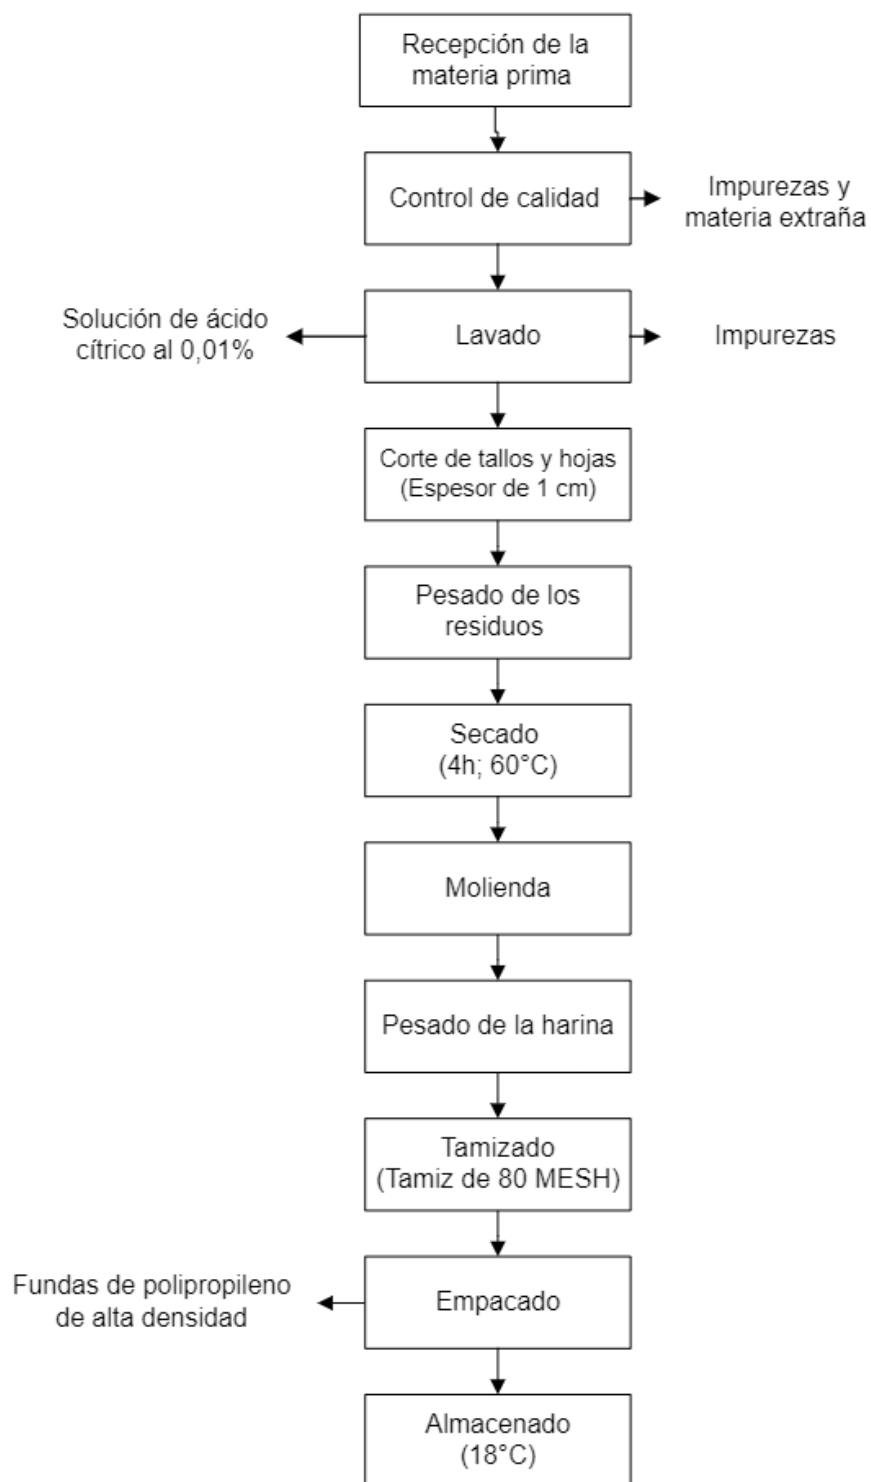 Recepción de la
materia prima
Control de calidad
Impurezas y
materia extraña
Solución de ácido
cítrico al 0,01%
Lavado
Impurezas
Corte de tallos y hojas
(Espesor de 1 cm)
Pesado de los
residuos
Secado
(4h; 60°C)
Molienda
Pesado de la harina
Tamizado
(Tamiz de 80 MESH)
Fundas de polipropileno
de alta densidad
Empacado
Almacenado
(18°C)